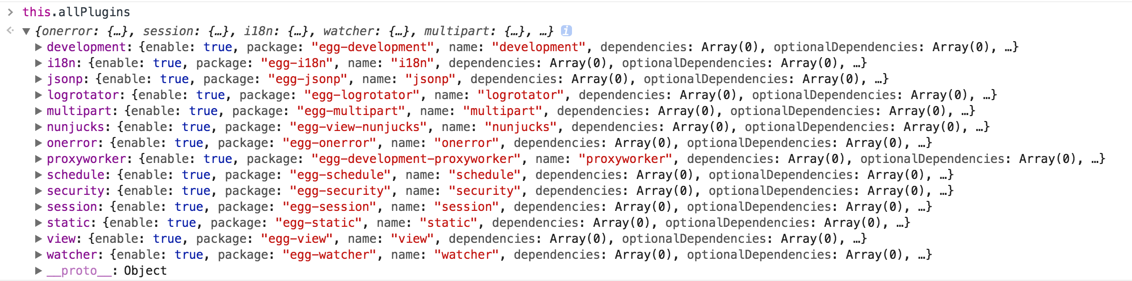 > this.allPlugins
< ▼ {onerror: {…}, session: {…}, i18n: {…}, watcher: {…}, multipart: {…}, …} i
▶ development: {enable: true, package: "egg-development", name: "development", dependencies: Array(0), optionalDependencies: Array(0), …}
▶ i18n: {enable: true, package: "egg-i18n", name: "i18n", dependencies: Array(0), optionalDependencies: Array(0), …}
▶ jsonp: {enable: true, package: "egg-jsonp", name: "jsonp", dependencies: Array(0), optionalDependencies: Array(0), …}
▶ logrotator: {enable: true, package: "egg-logrotator", name: "logrotator", dependencies: Array(0), optionalDependencies: Array(0), …}
▶ multipart: {enable: true, package: "egg-multipart", name: "multipart", dependencies: Array(0), optionalDependencies: Array(0), …}
▶ nunjucks: {enable: true, package: "egg-view-nunjucks", name: "nunjucks", dependencies: Array(0), optionalDependencies: Array(0), …}
▶ onerror: {enable: true, package: "egg-onerror", name: "onerror", dependencies: Array(0), optionalDependencies: Array(0), …}
▶ proxyworker: {enable: true, package: "egg-development-proxyworker", name: "proxyworker", dependencies: Array(0), optionalDependencies: Array(0), …}
▶ schedule: {enable: true, package: "egg-schedule", name: "schedule", dependencies: Array(0), optionalDependencies: Array(0), …}
▶ security: {enable: true, package: "egg-security", name: "security", dependencies: Array(0), optionalDependencies: Array(0), …}
▶ session: {enable: true, package: "egg-session", name: "session", dependencies: Array(0), optionalDependencies: Array(0), …}
▶ static: {enable: true, package: "egg-static", name: "static", dependencies: Array(0), optionalDependencies: Array(0), …}
▶ view: {enable: true, package: "egg-view", name: "view", dependencies: Array(0), optionalDependencies: Array(0), …}
▶ watcher: {enable: true, package: "egg-watcher", name: "watcher", dependencies: Array(0), optionalDependencies: Array(0), …}
▶ __proto__: Object